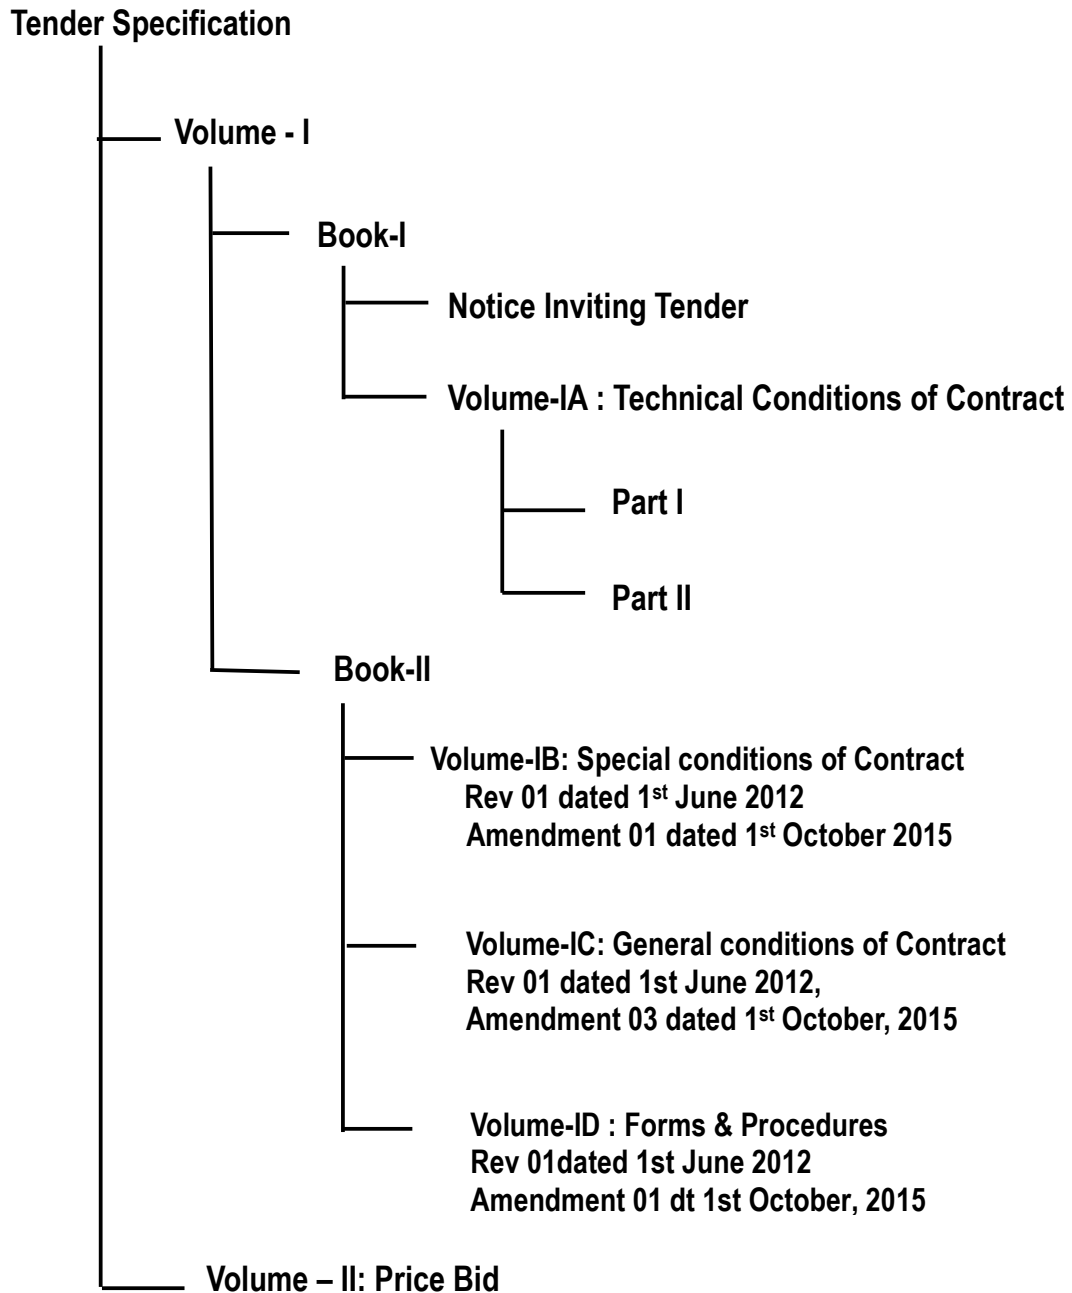 Tender Specification
Volume - I
Book-I
Notice Inviting Tender
Volume-IA : Technical Conditions of Contract
Part I
Part II
Book-II
Volume-IB: Special conditions of Contract
Rev 01 dated 1st June 2012
Amendment 01 dated 1st October 2015
Volume-IC: General conditions of Contract
Rev 01 dated 1st June 2012,
Amendment 03 dated 1st October, 2015
Volume-ID : Forms & Procedures
Rev 01dated 1st June 2012
Amendment 01 dt 1st October, 2015
Volume – II: Price Bid